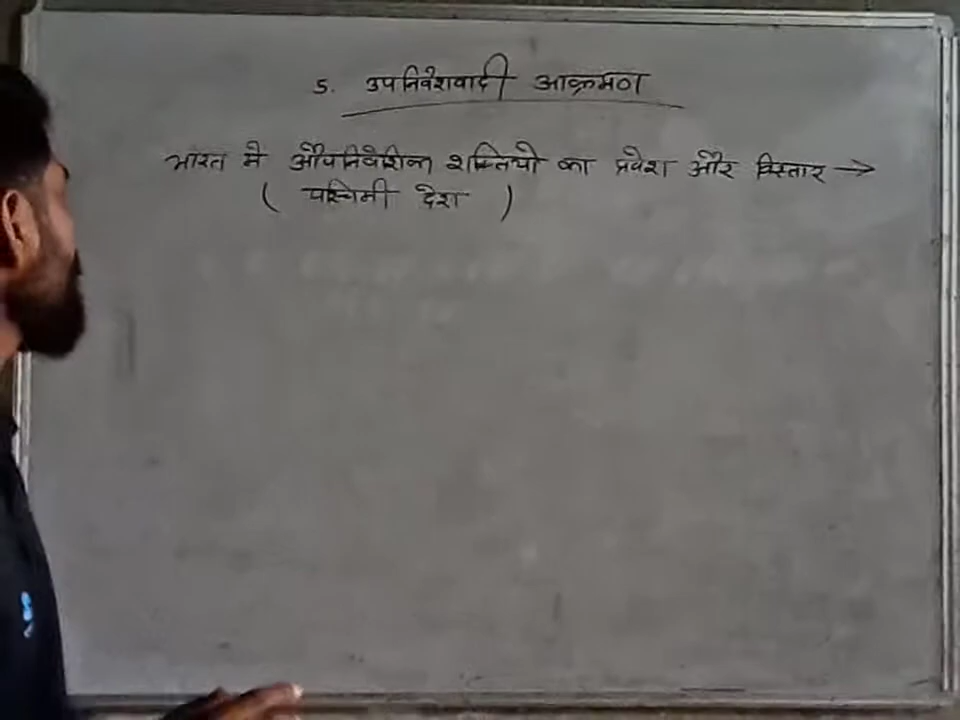 5. उपनिवेशवादी आक्रमण
भारत मे औपनिवेशिक शक्तियो का प्रवेश और विस्तार →
( पश्चिमी देश )